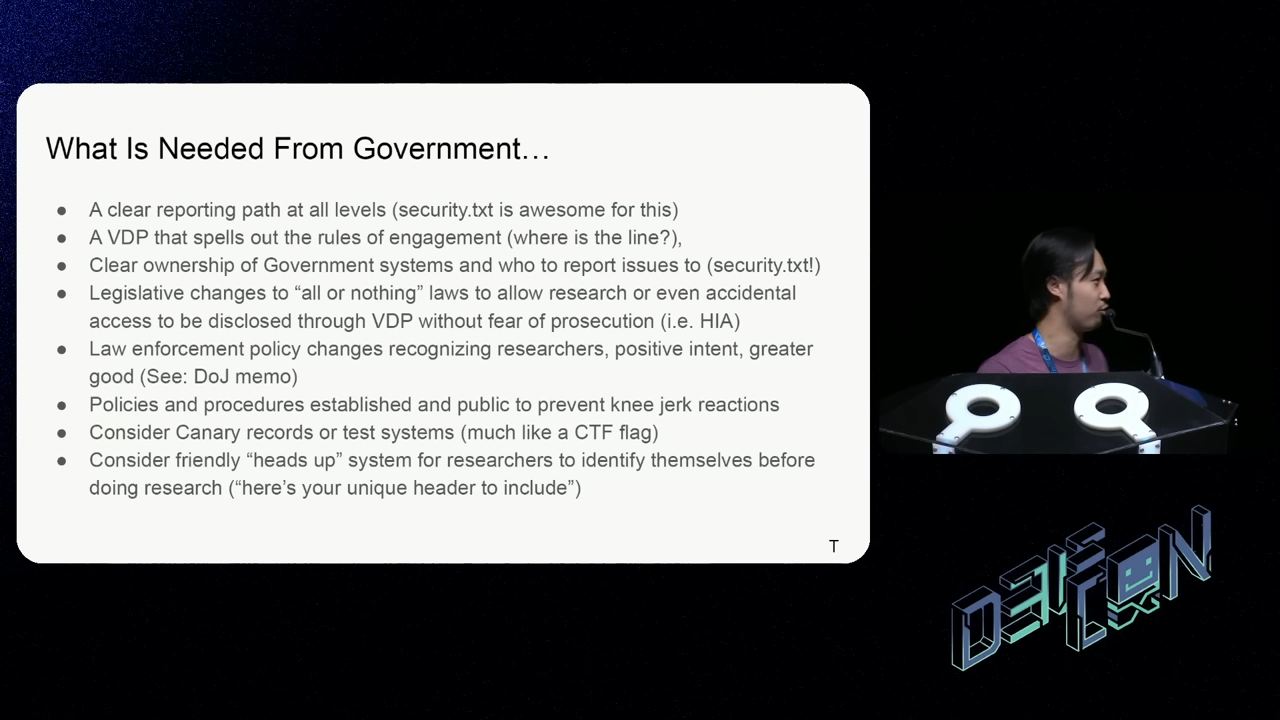 What Is Needed From Government…
● A clear reporting path at all levels (security.txt is awesome for this)
● A VDP that spells out the rules of engagement (where is the line?),
● Clear ownership of Government systems and who to report issues to (security.txt!)
● Legislative changes to “all or nothing” laws to allow research or even accidental
access to be disclosed through VDP without fear of prosecution (i.e. HIA)
● Law enforcement policy changes recognizing researchers, positive intent, greater
good (See: DoJ memo)
● Policies and procedures established and public to prevent knee jerk reactions
● Consider Canary records or test systems (much like a CTF flag)
● Consider friendly “heads up” system for researchers to identify themselves before
doing research (“here’s your unique header to include”)
T
DEF
CON